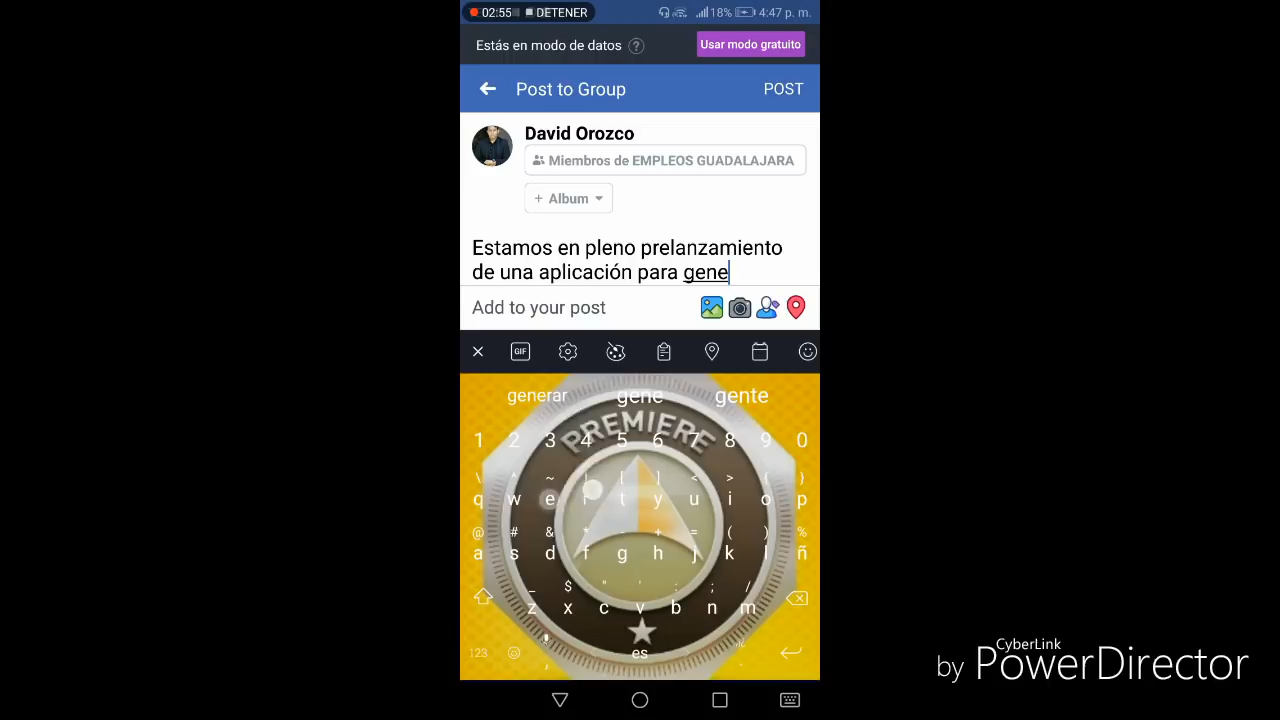 02:55 DETENER 18% 4:47 p. m.
Estás en modo de datos ? Usar modo gratuito
Post to Group POST
David Orozco
Miembros de EMPLEOS GUADALAJARA
+ Album
Estamos en pleno prelanzamiento
de una aplicación para gene
Add to your post
GIF
generar gene gente
PREMIERE
1 2 3 4 5 6 7 8 9 0
\ ^ ~ | [ ] < > { }
q w e r t y u i o p
@ # & * - + = ( ) %
a s d f g h j k l ñ
_ $ " ' : ; /
z x c v b n m
123 , es .
CyberLink
by PowerDirector